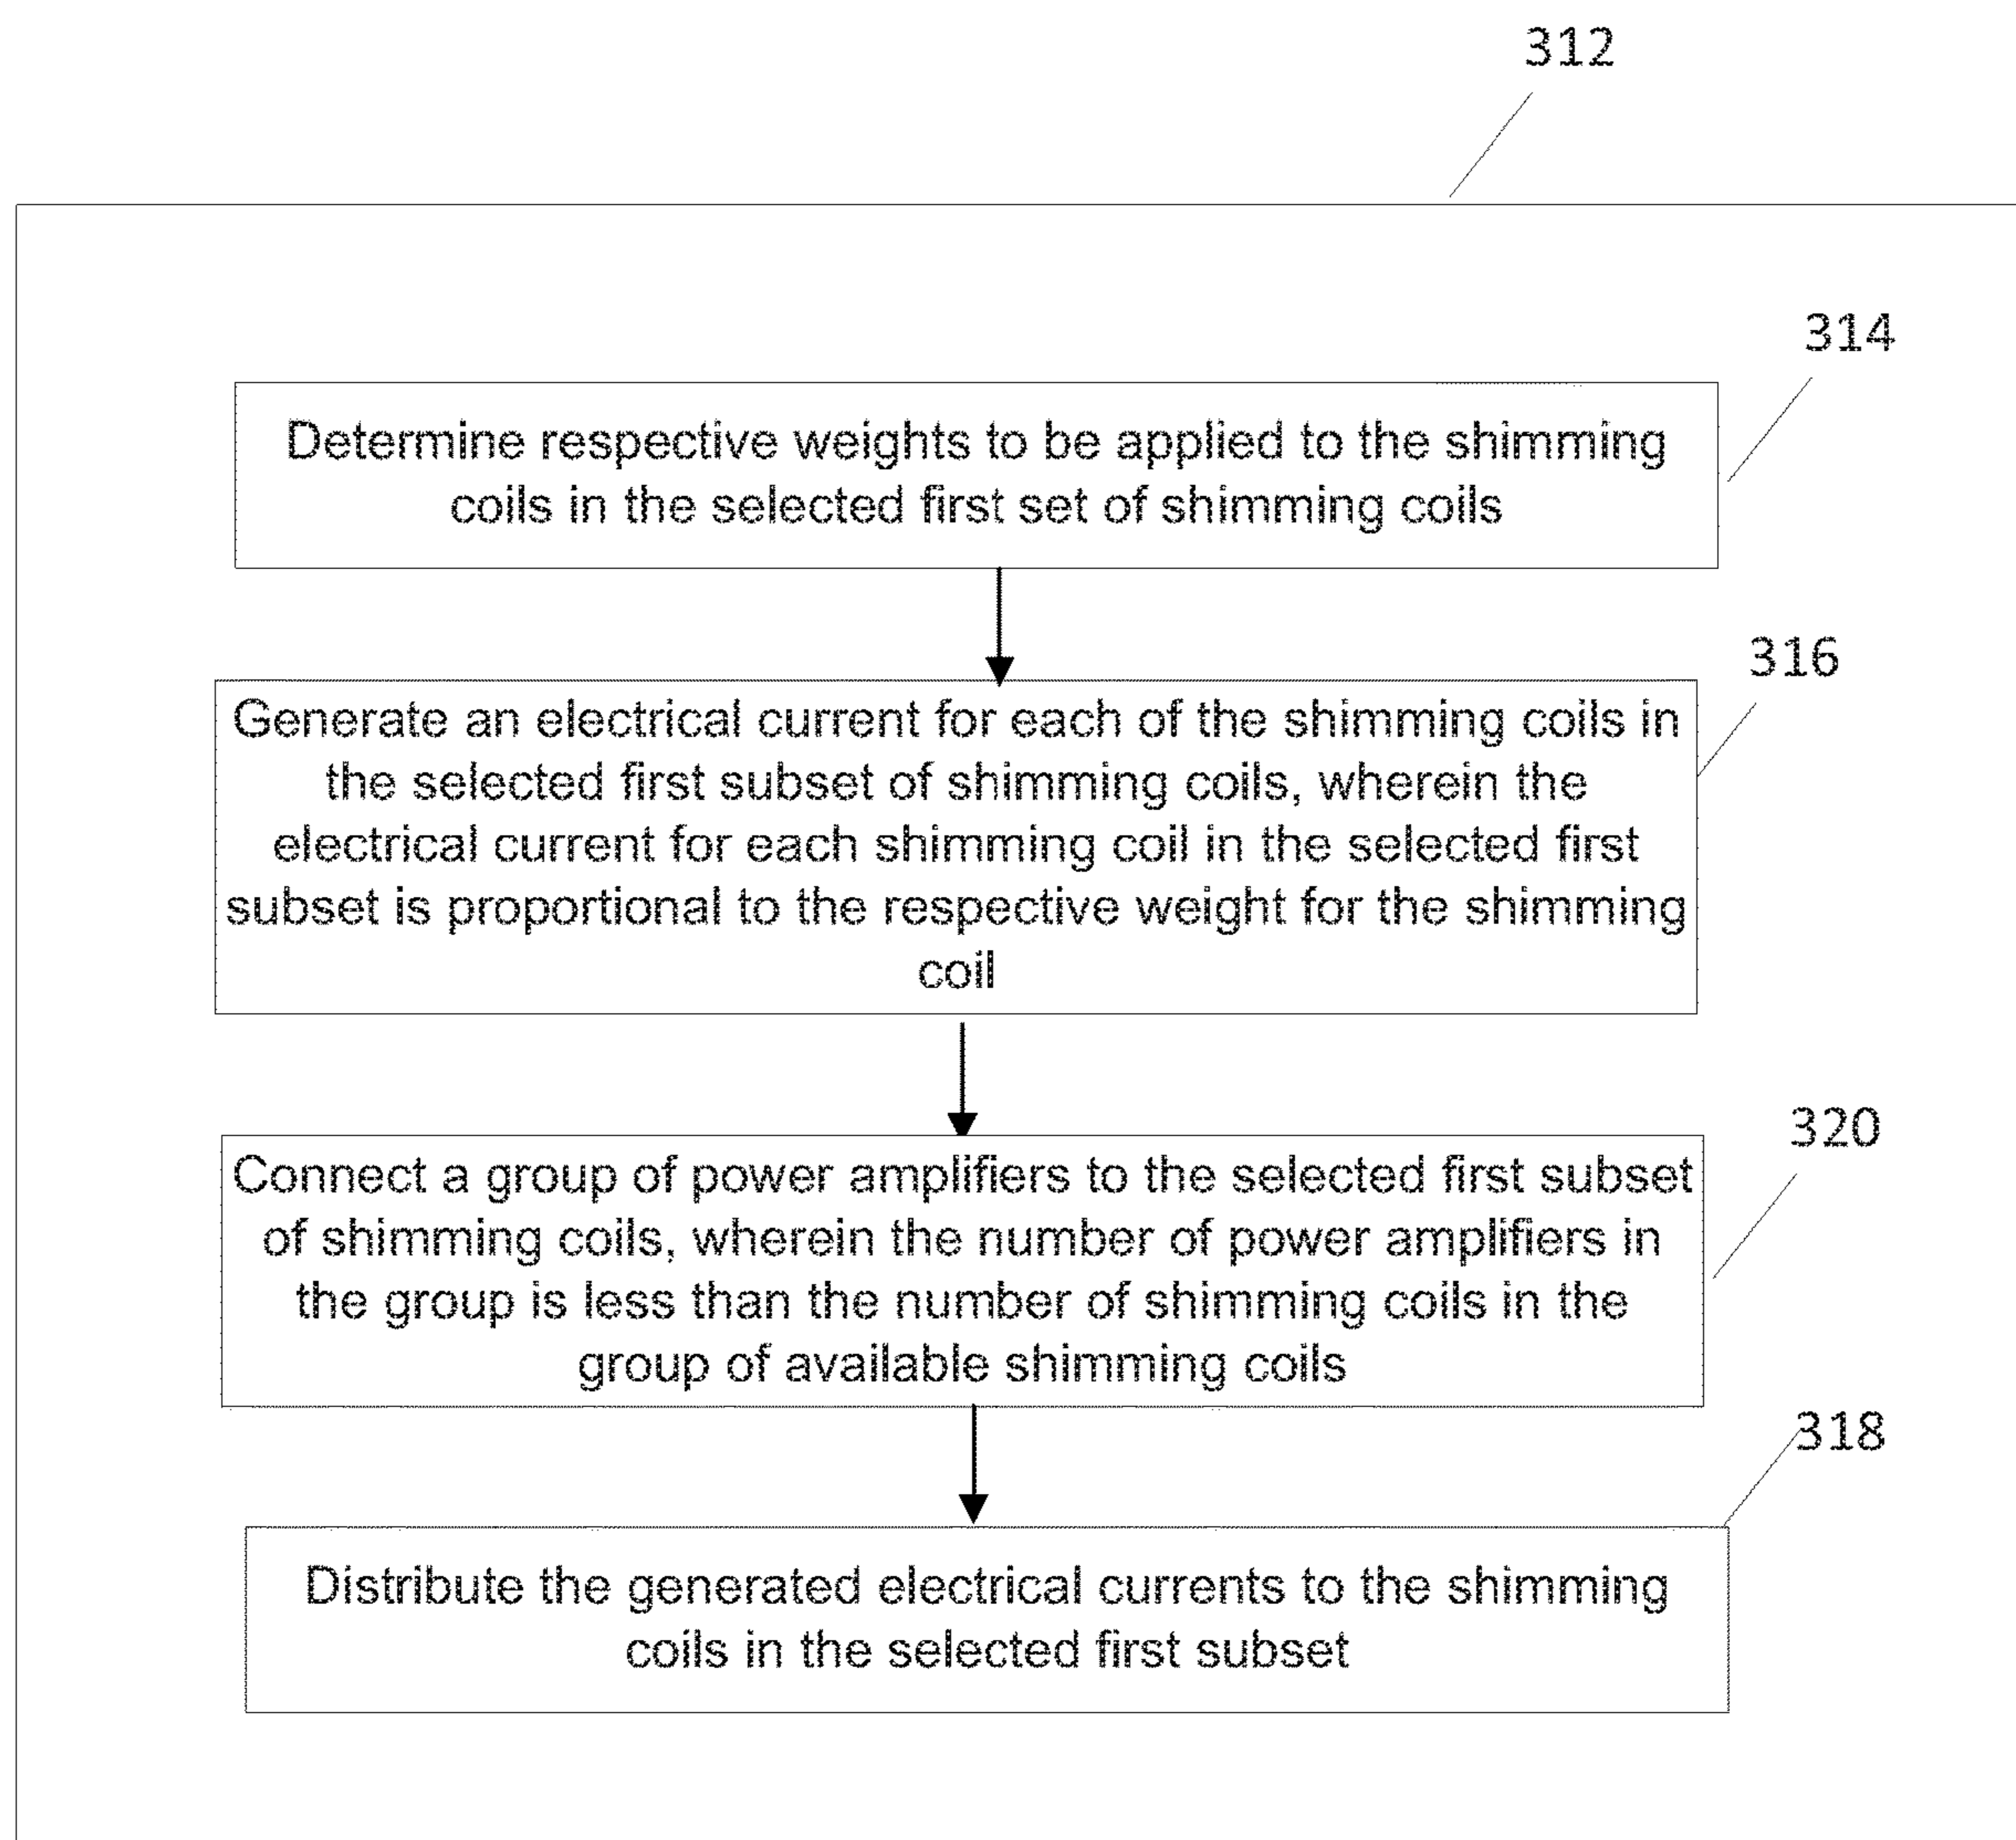 312
314
Determine respective weights to be applied to the shimming
coils in the selected first set of shimming coils
316
Generate an electrical current for each of the shimming coils in
the selected first subset of shimming coils, wherein the
electrical current for each shimming coil in the selected first
subset is proportional to the respective weight for the shimming
coil
320
Connect a group of power amplifiers to the selected first subset
of shimming coils, wherein the number of power amplifiers in
the group is less than the number of shimming coils in the
group of available shimming coils
318
Distribute the generated electrical currents to the shimming
coils in the selected first subset